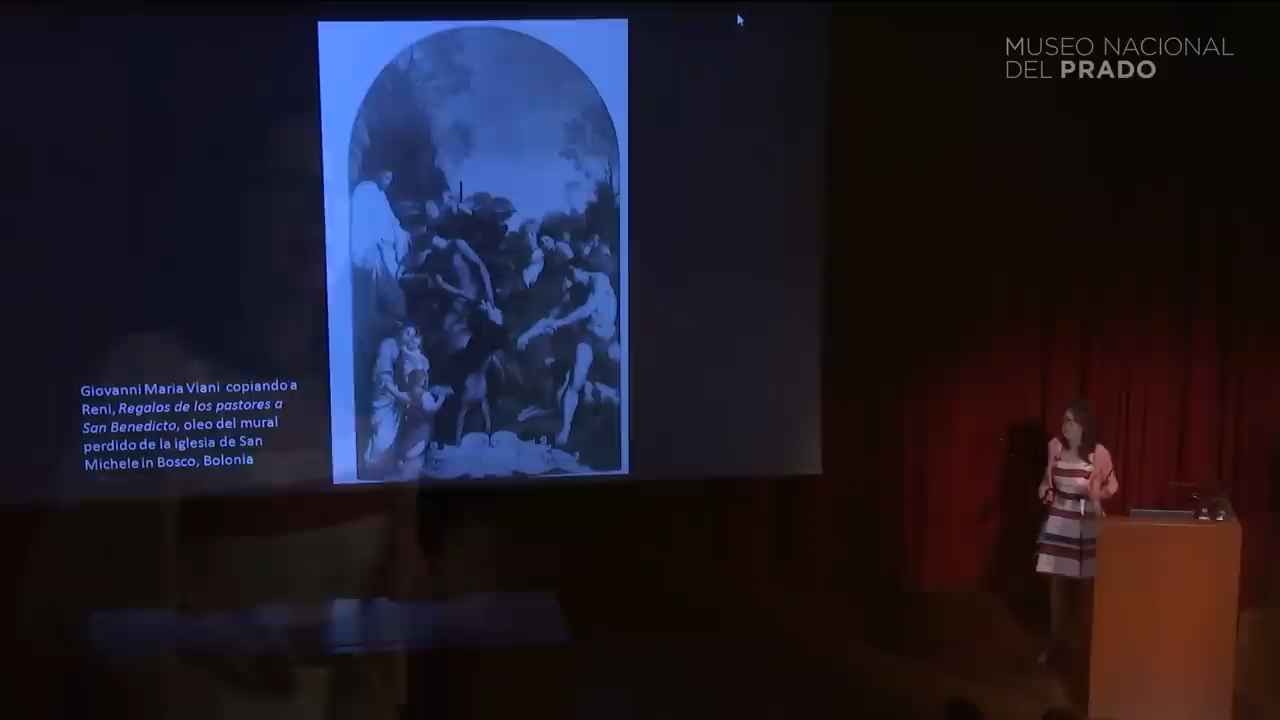 MUSEO NACIONAL
DEL PRADO
Giovanni Maria Viani copiando a
Reni, Regalos de los pastores a
San Benedicto, oleo del mural
perdido de la iglesia de San
Michele in Bosco, Bolonia